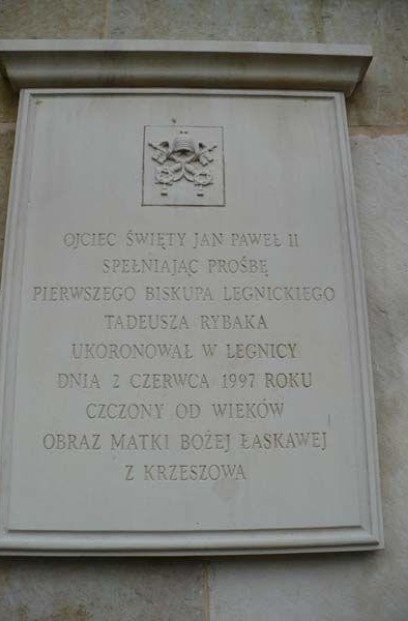 OJCIEC ŚWIĘTY JAN PAWEŁ II
SPEŁNIAJĄC PROŚBĘ
PIERWSZEGO BISKUPA LEGNICKIEGO
TADEUSZA RYBAKA
UKORONOWAŁ W LEGNICY
DNIA 2 CZERWCA 1997 ROKU
CZCZONY OD WIEKÓW
OBRAZ MATKI BOŻEJ ŁASKAWEJ
Z KRZESZOWA